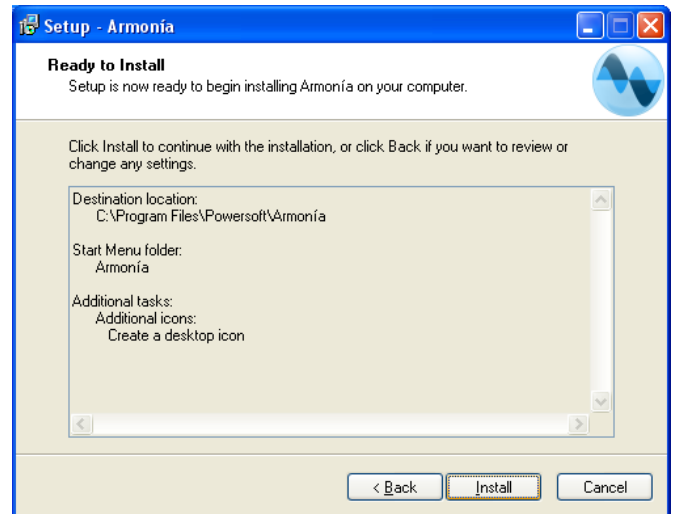 Setup - Armonía
Ready to Install
Setup is now ready to begin installing Armonía on your computer.
Click Install to continue with the installation, or click Back if you want to review or
change any settings.
Destination location:
C:\Program Files\Powersoft\Armonía
Start Menu folder:
Armonía
Additional tasks:
Additional icons:
Create a desktop icon
< Back
Install
Cancel